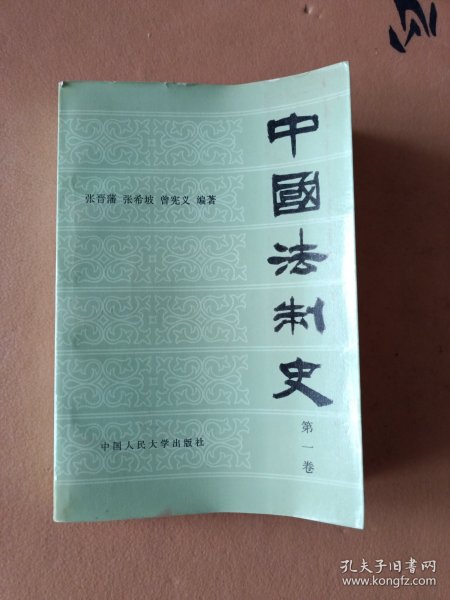 中國法制史
第一卷
张晋藩 张希坡 曾宪义 编著
中国人民大学出版社
孔夫子旧书网
www.kongfz.com